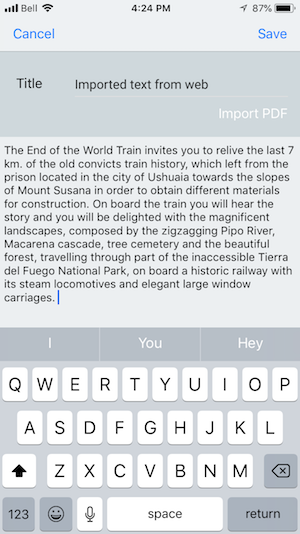 Bell 4:24 PM 87%
Cancel Save
Title Imported text from web
Import PDF
The End of the World Train invites you to relive the last 7
km. of the old convicts train history, which left from the
prison located in the city of Ushuaia towards the slopes
of Mount Susana in order to obtain different materials
for construction. On board the train you will hear the
story and you will be delighted with the magnificent
landscapes, composed by the zigzagging Pipo River,
Macarena cascade, tree cemetery and the beautiful
forest, travelling through part of the inaccessible Tierra
del Fuego National Park, on board a historic railway with
its steam locomotives and elegant large window
carriages.
I You Hey
Q W E R T Y U I O P
A S D F G H J K L
Z X C V B N M
123 space return